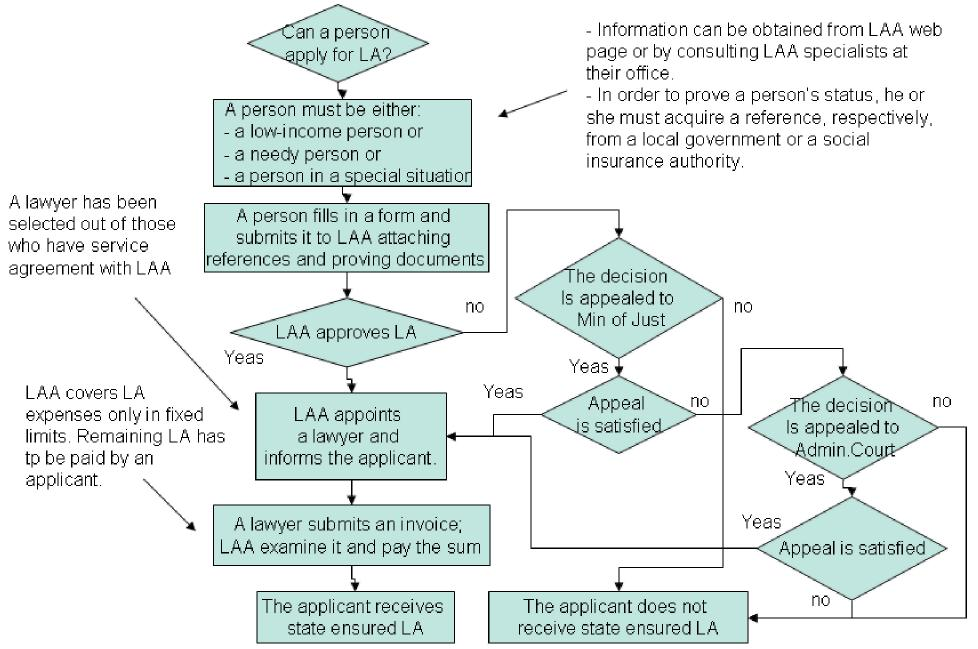 Can a person
apply for LA?
- Information can be obtained from LAA web
page or by consulting LAA specialists at
their office.
- In order to prove a person's status, he or
she must acquire a reference, respectively,
from a local government or a social
insurance authority.
A person must be either:
- a low-income person or
- a needy person or
- a person in a special situation
A lawyer has been
selected out of those
who have service
agreement with LAA
A person fills in a form and
submits it to LAA attaching
references and proving documents
LAA approves LA
no
Yeas
The decision
Is appealed to
Min of Just
no
Yeas
Appeal
is satisfied
Yeas
no
The decision
Is appealed to
Admin.Court
no
Yeas
Appeal is satisfied
Yeas
no
LAA covers LA
expenses only in fixed
limits. Remaining LA has
tp be paid by an
applicant.
LAA appoints
a lawyer and
informs the applicant.
A lawyer submits an invoice;
LAA examine it and pay the sum
The applicant receives
state ensured LA
The applicant does not
receive state ensured LA